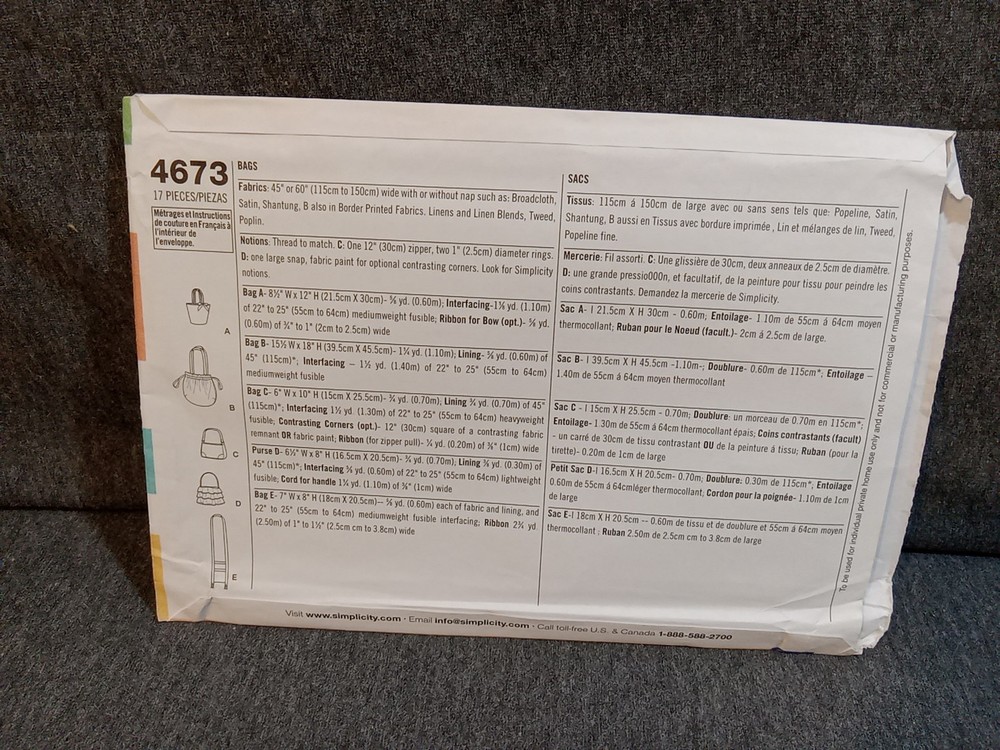 4673
17 PIECES/PIEZAS
Métrages et Instructions
de couture en Français à
l'intérieur de
l'enveloppe.
A
B
C
D
E
BAGS
Fabrics: 45" or 60" (115cm to 150cm) wide with or without nap such as: Broadcloth,
Satin, Shantung, B also in Border Printed Fabrics. Linens and Linen Blends, Tweed,
Poplin.
Notions: Thread to match. C: One 12" (30cm) zipper, two 1" (2.5cm) diameter rings.
D: one large snap, fabric paint for optional contrasting corners. Look for Simplicity
notions.
Bag A- 8½" W x 12" H (21.5cm X 30cm)- ⅝ yd. (0.60m); Interfacing-1¼ yd. (1.10m)
of 22" to 25" (55cm to 64cm) mediumweight fusible; Ribbon for Bow (opt.)- ⅝ yd.
(0.60m) of ¾" to 1" (2cm to 2.5cm) wide
Bag B- 15½ W x 18" H (39.5cm X 45.5cm)- 1¼ yd. (1.10m); Lining- ⅝ yd. (0.60m) of
45" (115cm)*; Interfacing – 1½ yd. (1.40m) of 22" to 25" (55cm to 64cm)
mediumweight fusible
Bag C- 6" W x 10" H (15cm X 25.5cm)- ¾ yd. (0.70m); Lining ¾ yd. (0.70m) of 45"
(115cm)*; Interfacing 1½ yd. (1.30m) of 22" to 25" (55cm to 64cm) heavyweight
fusible; Contrasting Corners (opt.)- 12" (30cm) square of a contrasting fabric
remnant OR fabric paint; Ribbon (for zipper pull)- ¼ yd. (0.20m) of ⅜" (1cm) wide
Purse D- 6½" W x 8" H (16.5cm X 20.5cm)- ¾ yd. (0.70m); Lining ⅜ yd. (0.30m) of
45" (115cm)*; Interfacing ⅝ yd. (0.60m) of 22" to 25" (55cm to 64cm) lightweight
fusible; Cord for handle 1¼ yd. (1.10m) of ⅜" (1cm) wide
Bag E- 7" W x 8" H (18cm X 20.5cm)-- ⅝ yd. (0.60m) each of fabric and lining, and
22" to 25" (55cm to 64cm) mediumweight fusible interfacing; Ribbon 2¾ yd.
(2.50m) of 1" to 1½" (2.5cm cm to 3.8cm) wide
SACS
Tissus: 115cm á 150cm de large avec ou sans sens tels que: Popeline, Satin,
Shantung, B aussi en Tissus avec bordure imprimée , Lin et mélanges de lin, Tweed,
Popeline fine.
Mercerie: Fil assorti. C: Une glissière de 30cm, deux anneaux de 2.5cm de diamètre.
D: une grande pressio000n, et facultatif, de la peinture pour tissu pour peindre les
coins contrastants. Demandez la mercerie de Simplicity.
Sac A- l 21.5cm X H 30cm - 0.60m; Entoilage- 1.10m de 55cm á 64cm moyen
thermocollant; Ruban pour le Noeud (facult.)- 2cm á 2.5cm de large.
Sac B- l 39.5cm X H 45.5cm -1.10m-; Doublure- 0.60m de 115cm*; Entoilage –
1.40m de 55cm á 64cm moyen thermocollant
Sac C - l 15cm X H 25.5cm - 0.70m; Doublure: un morceau de 0.70m en 115cm*;
Entoilage- 1.30m de 55cm á 64cm thermocollant épais; Coins contrastants (facult)
- un carré de 30cm de tissu contrastant OU de la peinture á tissu; Ruban (pour la
tirette)- 0.20m de 1cm de large
Petit Sac D-l 16.5cm X H 20.5cm- 0.70m; Doublure: 0.30m de 115cm*; Entoilage
0.60m de 55cm á 64cmléger thermocollant; Cordon pour la poignée- 1.10m de 1cm
de large
Sac E-l 18cm X H 20.5cm -- 0.60m de tissu et de doublure et 55cm á 64cm moyen
thermocollant ; Ruban 2.50m de 2.5cm en to 3.8cm de large
To be used for individual private home use only and not for commercial or manufacturing purposes.
Visit www.simplicity.com · Email info@simplicity.com · Call toll-free U.S. & Canada 1-888-588-2700